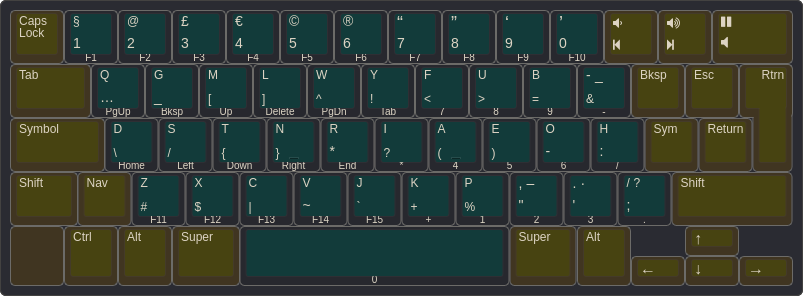 Caps Lock § @ £ € © ® “ ” ‘ ’
1 2 3 4 5 6 7 8 9 0
F1 F2 F3 F4 F5 F6 F7 F8 F9 F10
Tab Q G M L W Y F U B - _ Bksp Esc Rtrn
… _ [ ] ^ ! < > = &
PgUp Bksp Up Delete PgDn Tab 7 8 9 -
Symbol D S T N R I A E O H Sym Return
\ / { } * ? ( ) - :
Home Left Down Right End * 4 5 6 /
Shift Nav Z X C V J K P , – . · / ? Shift
# $ | ~ ` + % " ' ;
F11 F12 F13 F14 F15 + 1 2 3 .
Ctrl Alt Super Super Alt ↑
← ↓ →
0